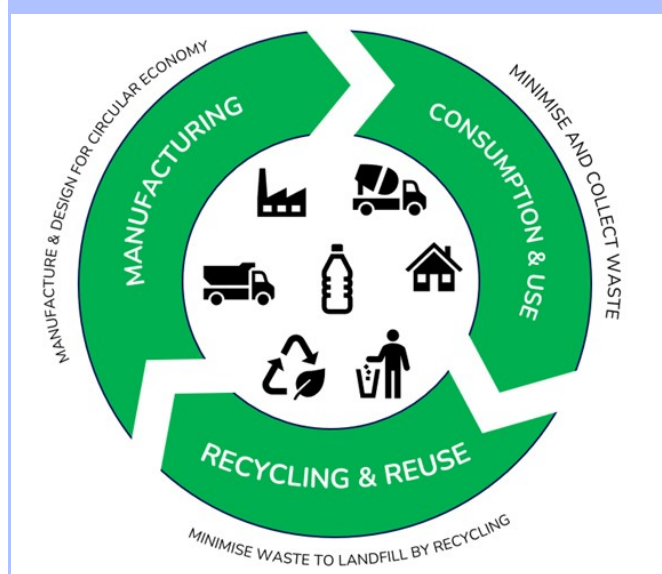 MANUFACTURE & DESIGN FOR CIRCULAR ECONOMY
MANUFACTURING
CONSUMPTION & USE
MINIMISE AND COLLECT WASTE
RECYCLING & REUSE
MINIMISE WASTE TO LANDFILL BY RECYCLING